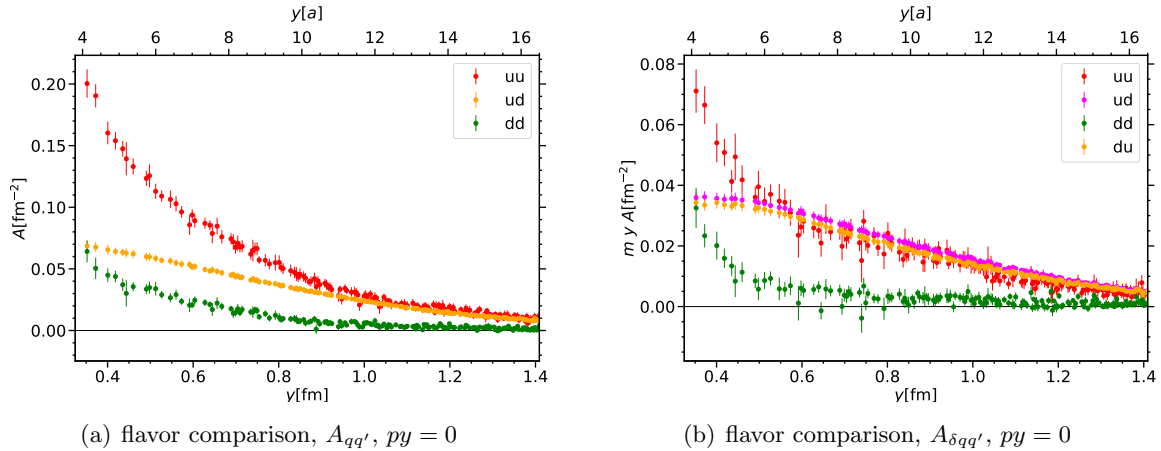 y[a]
4 6 8 10 12 14 16
0.20
0.15
0.10
0.05
0.00
A[fm⁻²]
uu
ud
dd
0.4 0.6 0.8 1.0 1.2 1.4
y[fm]
(a) flavor comparison, A_{qq′}, py = 0
y[a]
4 6 8 10 12 14 16
0.08
0.06
0.04
0.02
0.00
m y A[fm⁻²]
uu
ud
dd
du
0.4 0.6 0.8 1.0 1.2 1.4
y[fm]
(b) flavor comparison, A_{δqq′}, py = 0